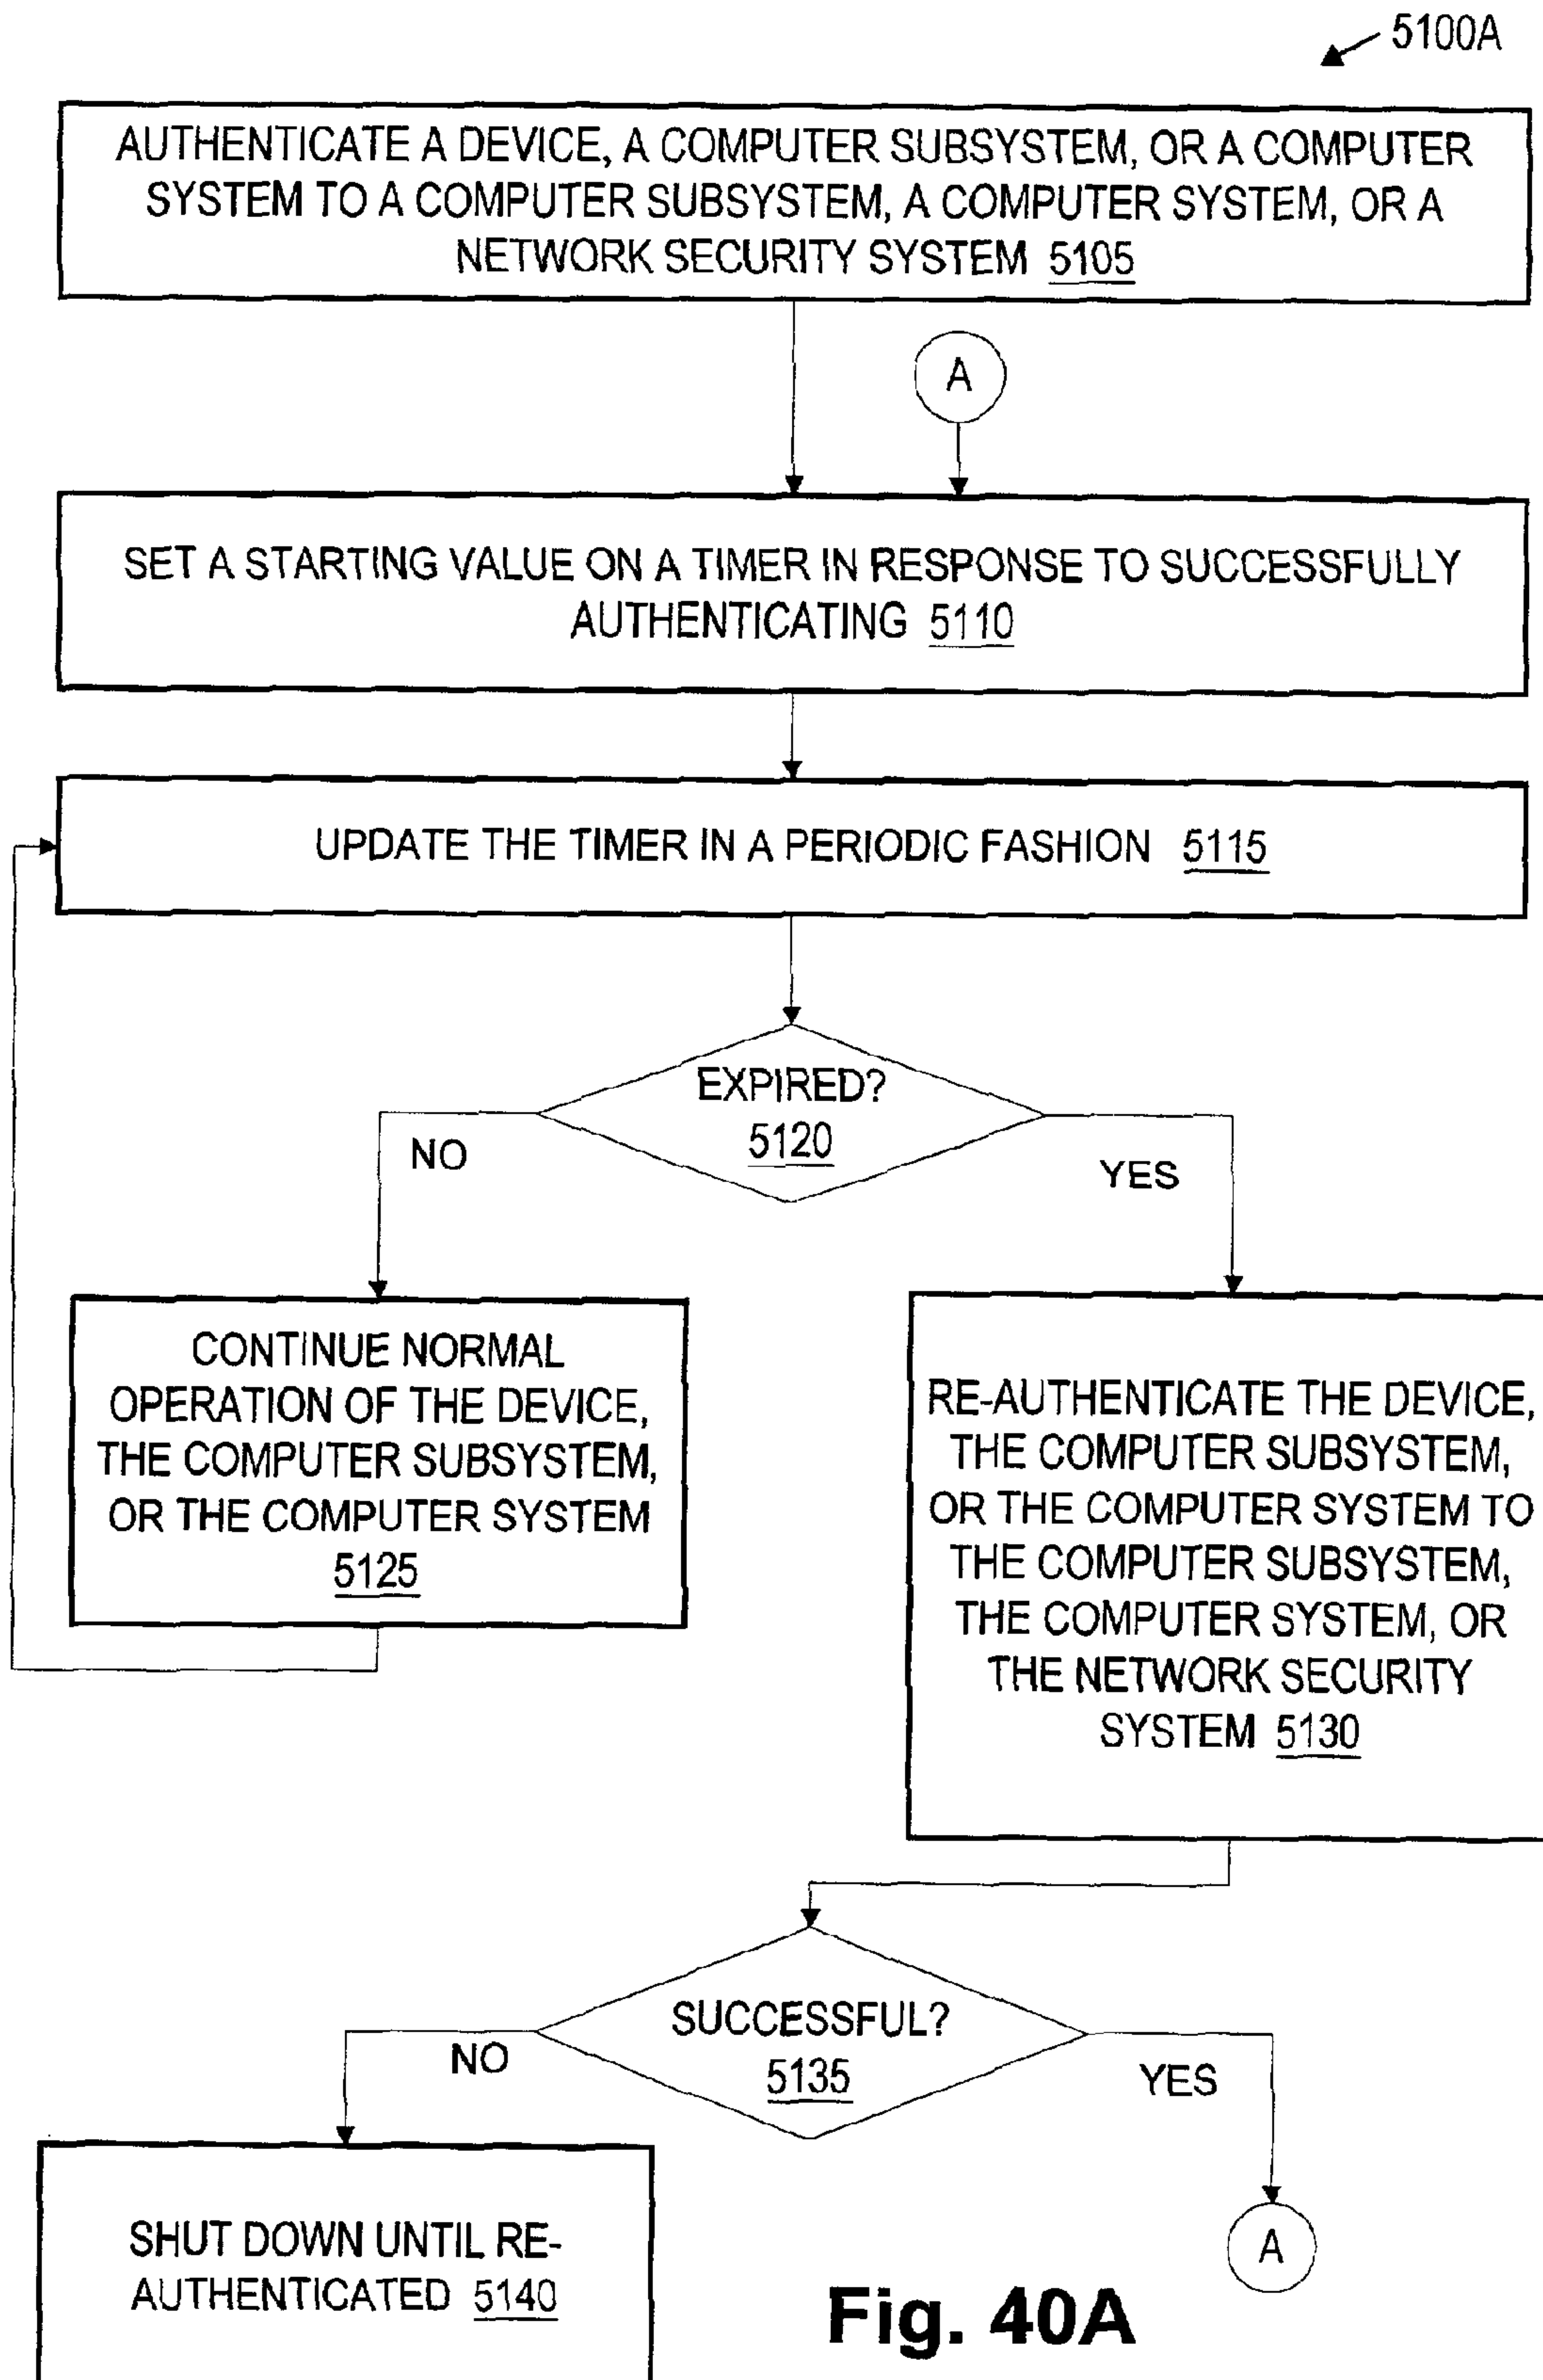 5100A
AUTHENTICATE A DEVICE, A COMPUTER SUBSYSTEM, OR A COMPUTER
SYSTEM TO A COMPUTER SUBSYSTEM, A COMPUTER SYSTEM, OR A
NETWORK SECURITY SYSTEM 5105
A
SET A STARTING VALUE ON A TIMER IN RESPONSE TO SUCCESSFULLY
AUTHENTICATING 5110
UPDATE THE TIMER IN A PERIODIC FASHION 5115
EXPIRED?
5120
NO
YES
CONTINUE NORMAL
OPERATION OF THE DEVICE,
THE COMPUTER SUBSYSTEM,
OR THE COMPUTER SYSTEM
5125
RE-AUTHENTICATE THE DEVICE,
THE COMPUTER SUBSYSTEM,
OR THE COMPUTER SYSTEM TO
THE COMPUTER SUBSYSTEM,
THE COMPUTER SYSTEM, OR
THE NETWORK SECURITY
SYSTEM 5130
SUCCESSFUL?
5135
NO
YES
SHUT DOWN UNTIL RE-
AUTHENTICATED 5140
A
Fig. 40A